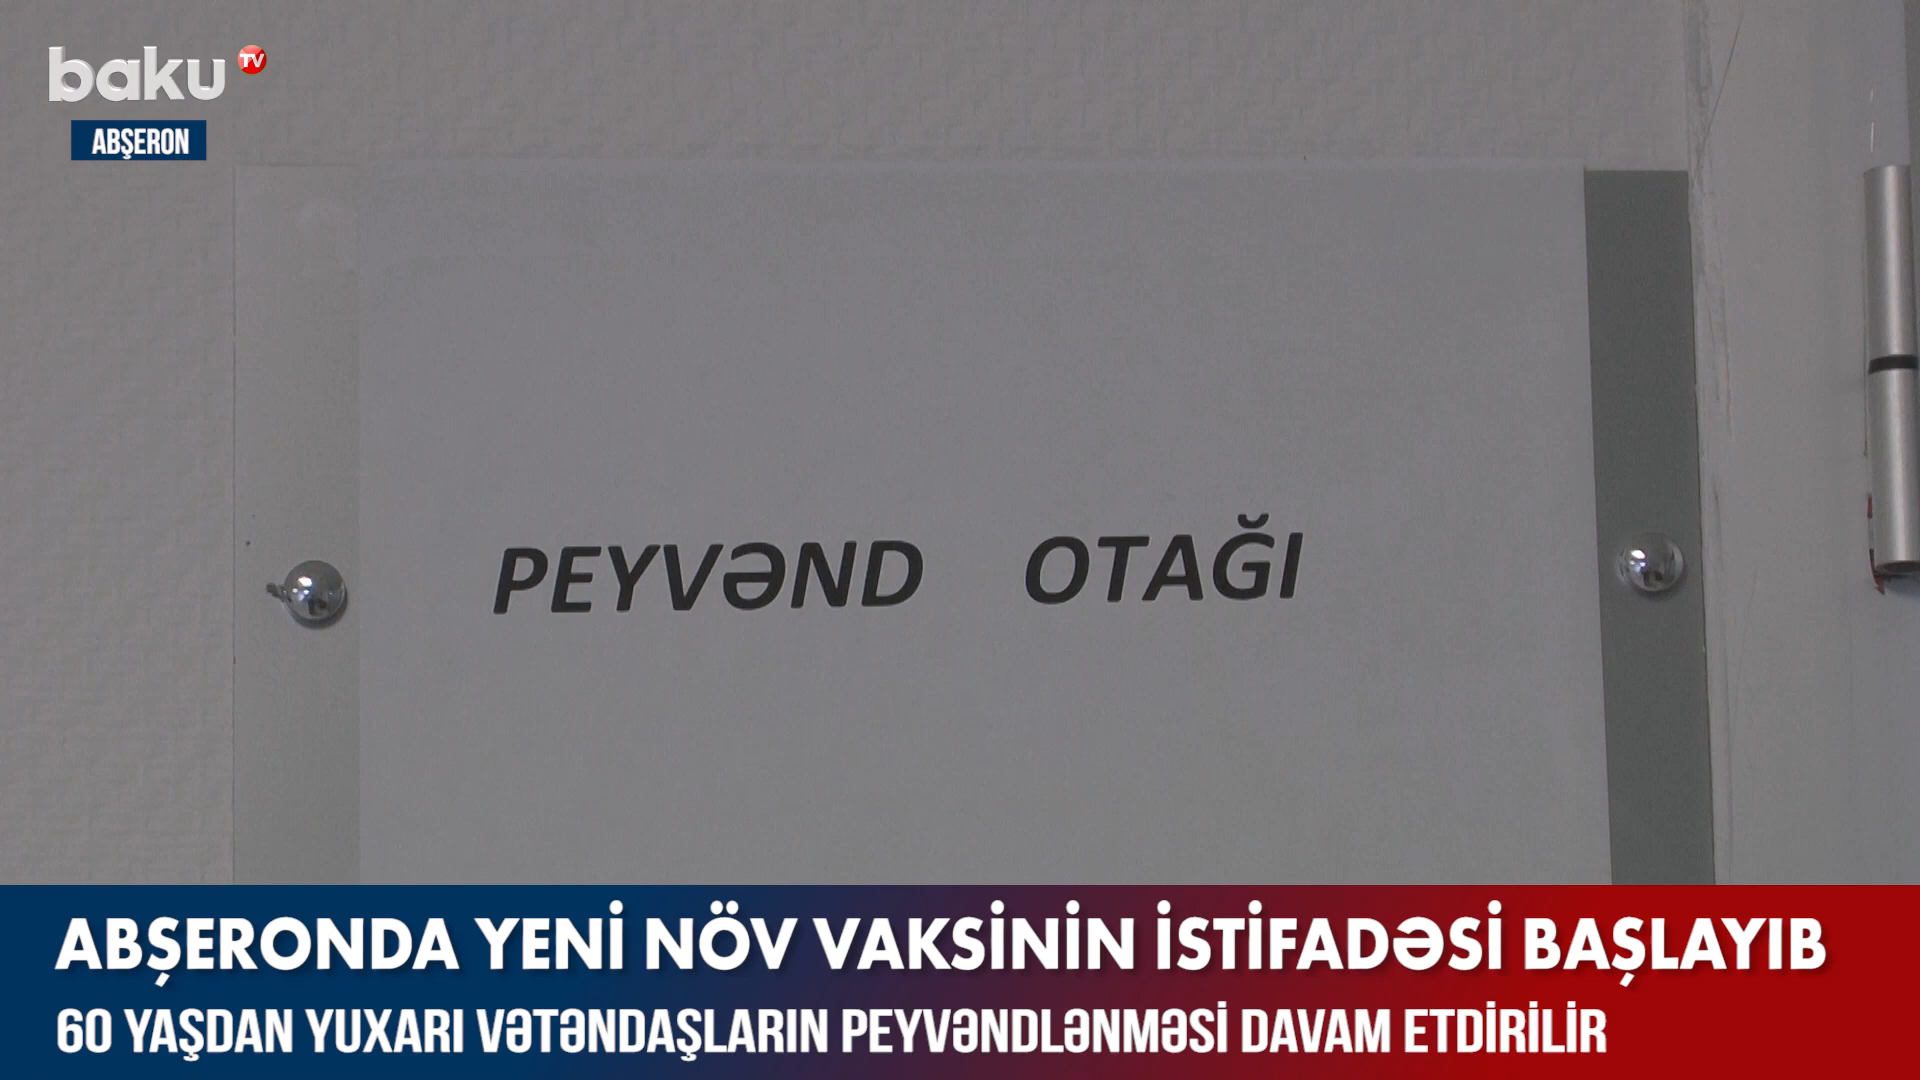 baku TV
ABŞERON
PEYVƏND OTAĞI
ABŞERONDA YENİ NÖV VAKSİNİN İSTİFADƏSİ BAŞLAYIB
60 YAŞDAN YUXARI VƏTƏNDAŞLARIN PEYVƏNDLƏNMƏSİ DAVAM ETDİRİLİR